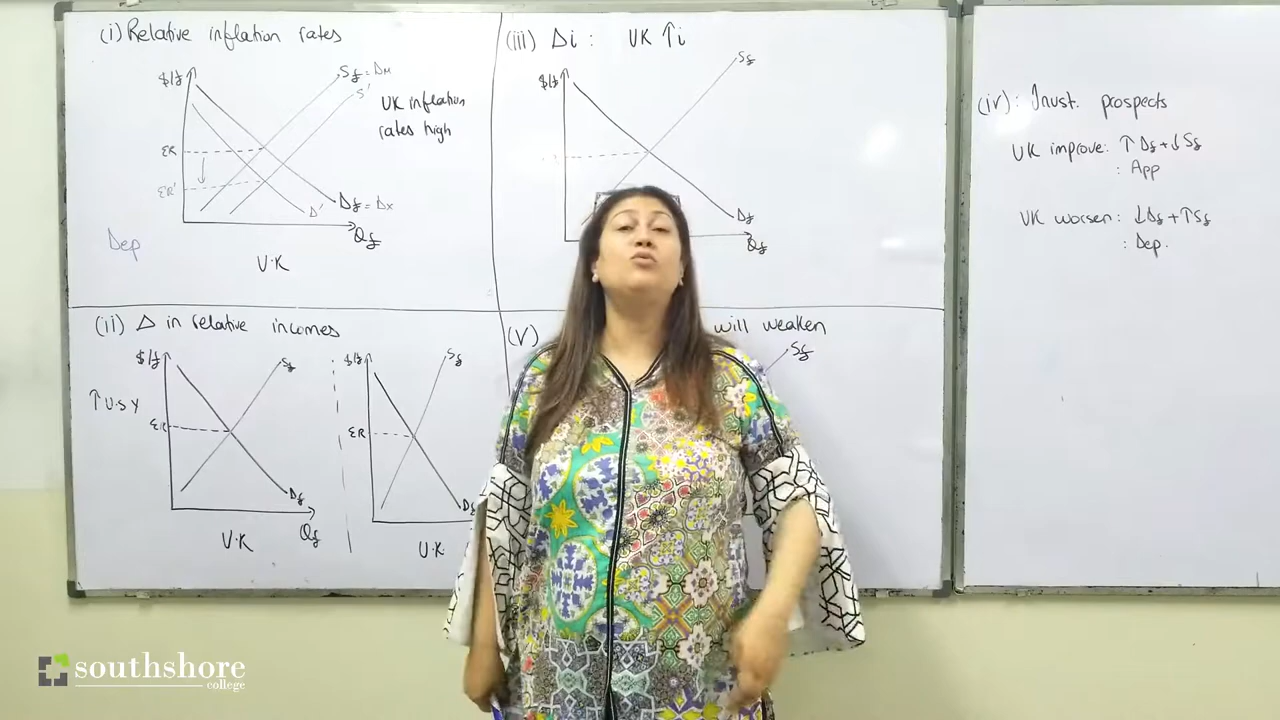 (i) Relative inflation rates
$/£
S£ = DM
S'
UK inflation
rates high
ER
ER'
D£ = DX
D'
Q£
Dep
U.K
(ii) Δ in relative incomes
$/£
S£
↑ U.S Y
ER
D£
Q£
U.K
$/£
S£
ER
D£
U.K
(iii) Δi : UK ↑i
$/£
S£
D£
Q£
(v) will weaken
S£
(iv): Inust. prospects
UK improve: ↑ D£ + ↓ S£
: App
UK worsen: ↓ D£ + ↑ S£
: Dep.
southshore
college